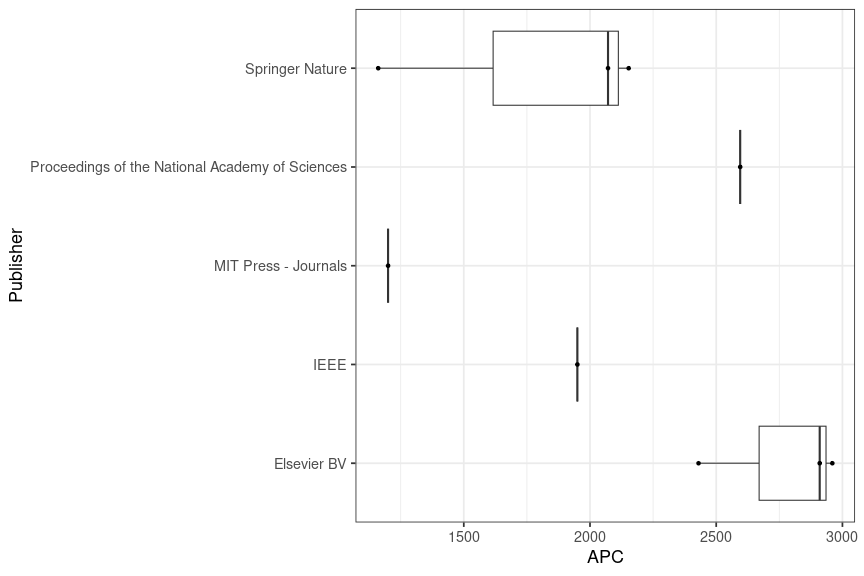 Springer Nature
Proceedings of the National Academy of Sciences
MIT Press - Journals
IEEE
Elsevier BV
Publisher
1500 2000 2500 3000
APC